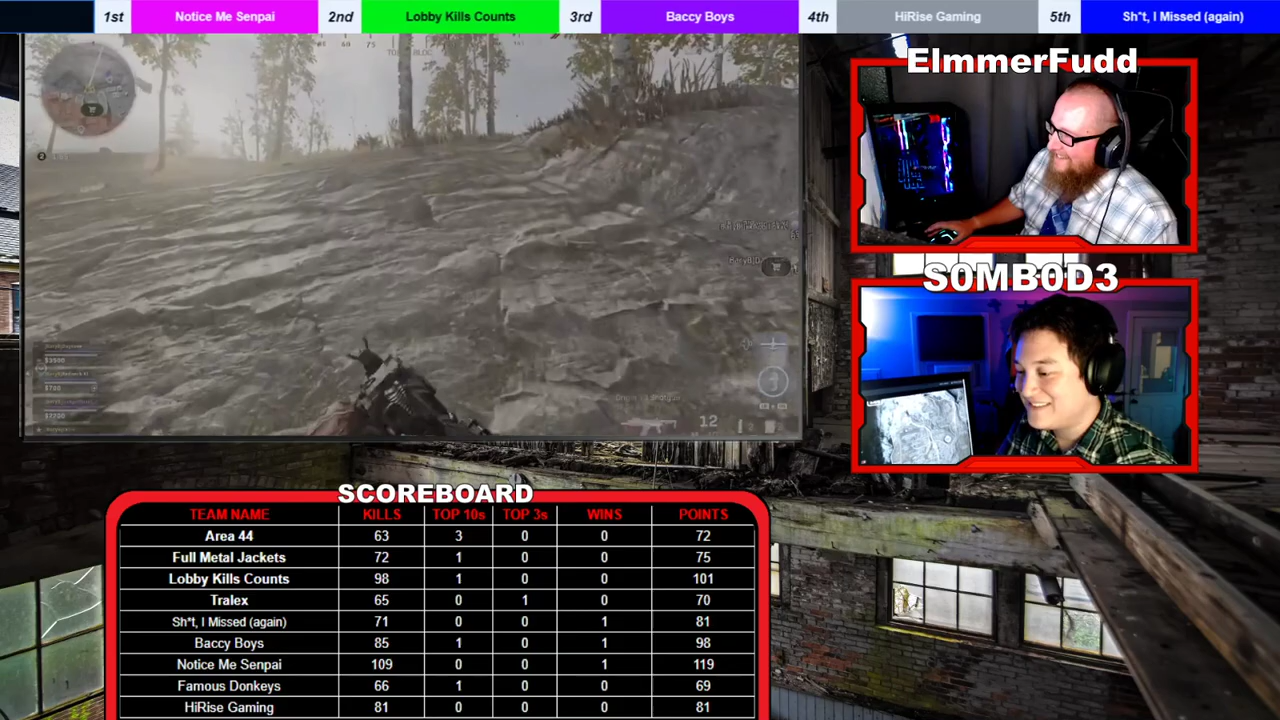 1st Notice Me Senpai 2nd Lobby Kills Counts 3rd Baccy Boys 4th HiRise Gaming 5th Sh*t, I Missed (again)
ElmmerFudd
S0MB0D3
$3500
$700
12
SCOREBOARD
TEAM NAME KILLS TOP 10s TOP 3s WINS POINTS
Area 44 63 3 0 0 72
Full Metal Jackets 72 1 0 0 75
Lobby Kills Counts 98 1 0 0 101
Tralex 65 0 1 0 70
Sh*t, I Missed (again) 71 0 0 1 81
Baccy Boys 85 1 0 1 98
Notice Me Senpai 109 0 0 1 119
Famous Donkeys 66 1 0 0 69
HiRise Gaming 81 0 0 0 81